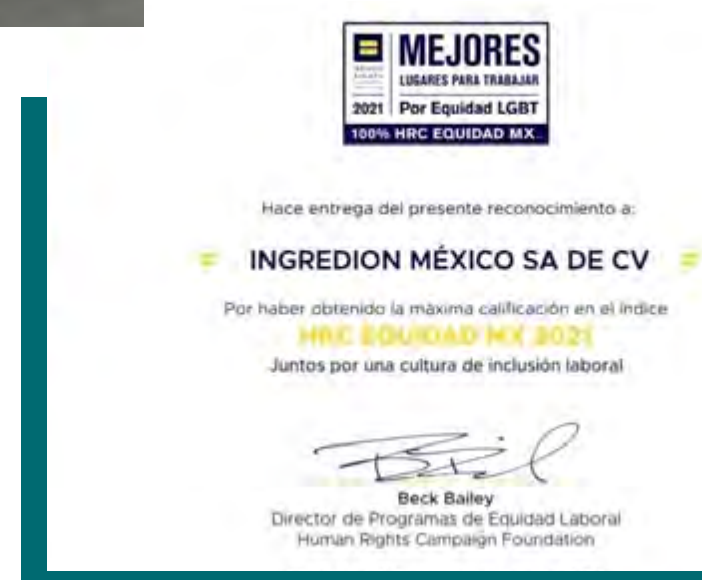 MEJORES
LUGARES PARA TRABAJAR
2021 Por Equidad LGBT
100% HRC EQUIDAD MX
Hace entrega del presente reconocimiento a:
INGREDION MÉXICO SA DE CV
Por haber obtenido la máxima calificación en el índice
HRC EQUIDAD MX 2021
Juntos por una cultura de inclusión laboral
Beck Bailey
Director de Programas de Equidad Laboral
Human Rights Campaign Foundation